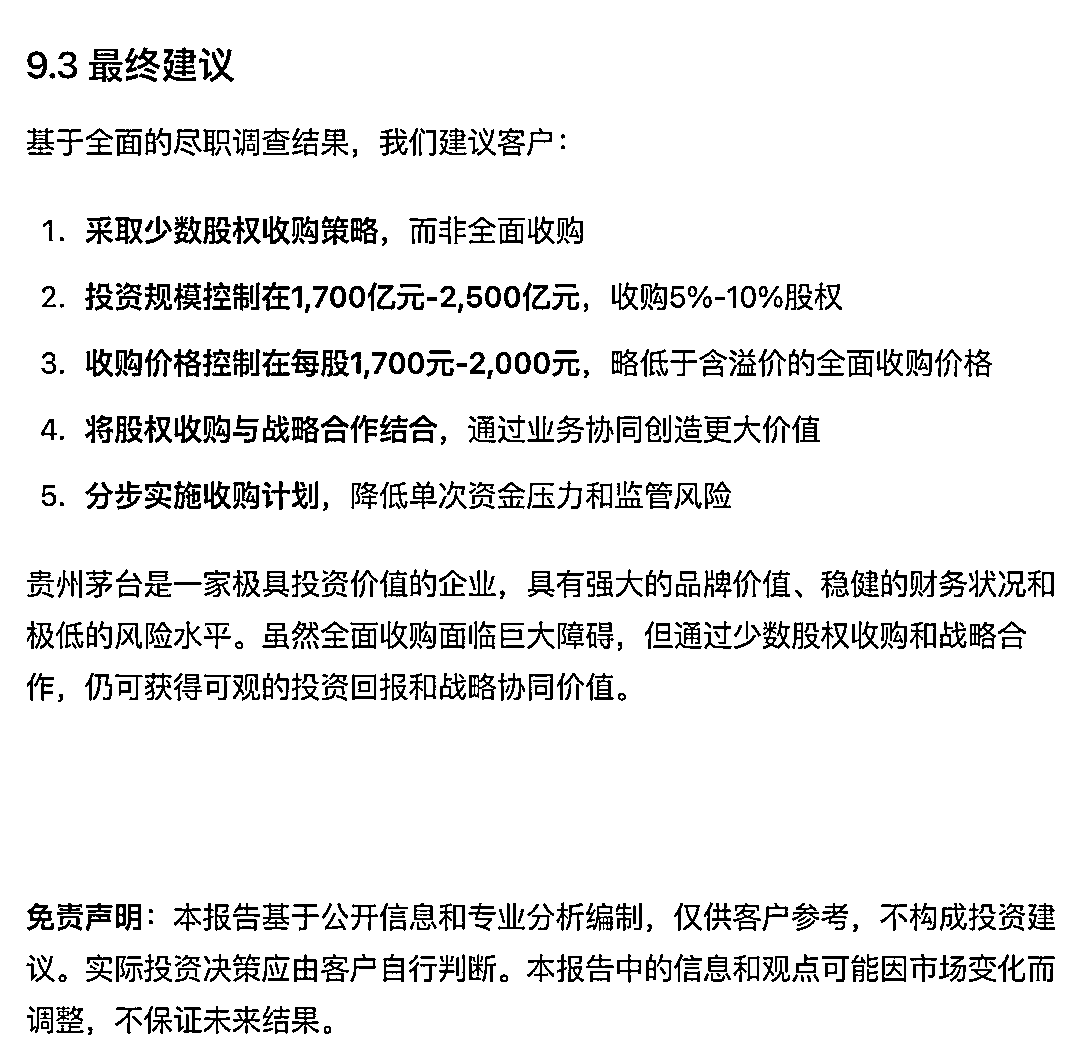 9.3 最终建议
基于全面的尽职调查结果，我们建议客户：
1. 采取少数股权收购策略，而非全面收购
2. 投资规模控制在1,700亿元-2,500亿元，收购5%-10%股权
3. 收购价格控制在每股1,700元-2,000元，略低于含溢价的全面收购价格
4. 将股权收购与战略合作结合，通过业务协同创造更大价值
5. 分步实施收购计划，降低单次资金压力和监管风险
贵州茅台是一家极具投资价值的企业，具有强大的品牌价值、稳健的财务状况和
极低的风险水平。虽然全面收购面临巨大障碍，但通过少数股权收购和战略合
作，仍可获得可观的投资回报和战略协同价值。
免责声明：本报告基于公开信息和专业分析编制，仅供客户参考，不构成投资建
议。实际投资决策应由客户自行判断。本报告中的信息和观点可能因市场变化而
调整，不保证未来结果。